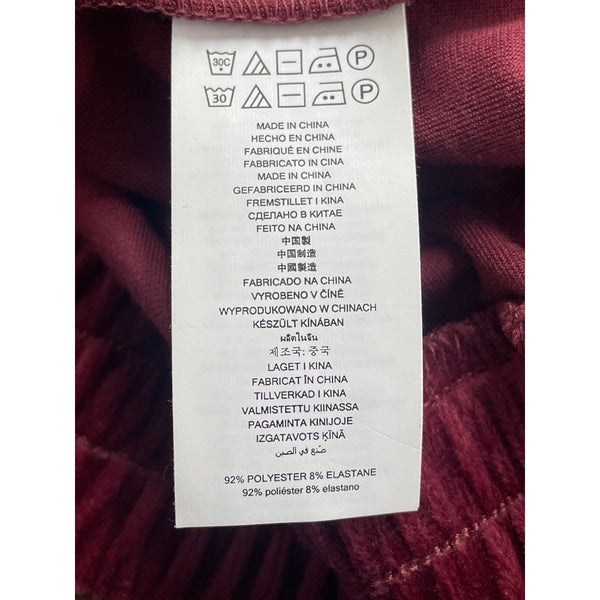 30C P
30 P
MADE IN CHINA
HECHO EN CHINA
FABRIQUÉ EN CHINE
FABBRICATO IN CINA
MADE IN CHINA
GEFABRICEERD IN CHINA
FREMSTILLET I KINA
СДЕЛАНО В КИТАЕ
FEITO NA CHINA
中国製
中国制造
中國製造
FABRICADO NA CHINA
VYROBENO V ČÍNĚ
WYPRODUKOWANO W CHINACH
KÉSZÜLT KÍNÁBAN
ผลิตในจีน
제조국: 중국
LAGET I KINA
FABRICAT ÎN CHINA
TILLVERKAD I KINA
VALMISTETTU KIINASSA
PAGAMINTA KINIJOJE
IZGATAVOTS ĶĪNĀ
صنع في الصين
92% POLYESTER 8% ELASTANE
92% poliéster 8% elastano